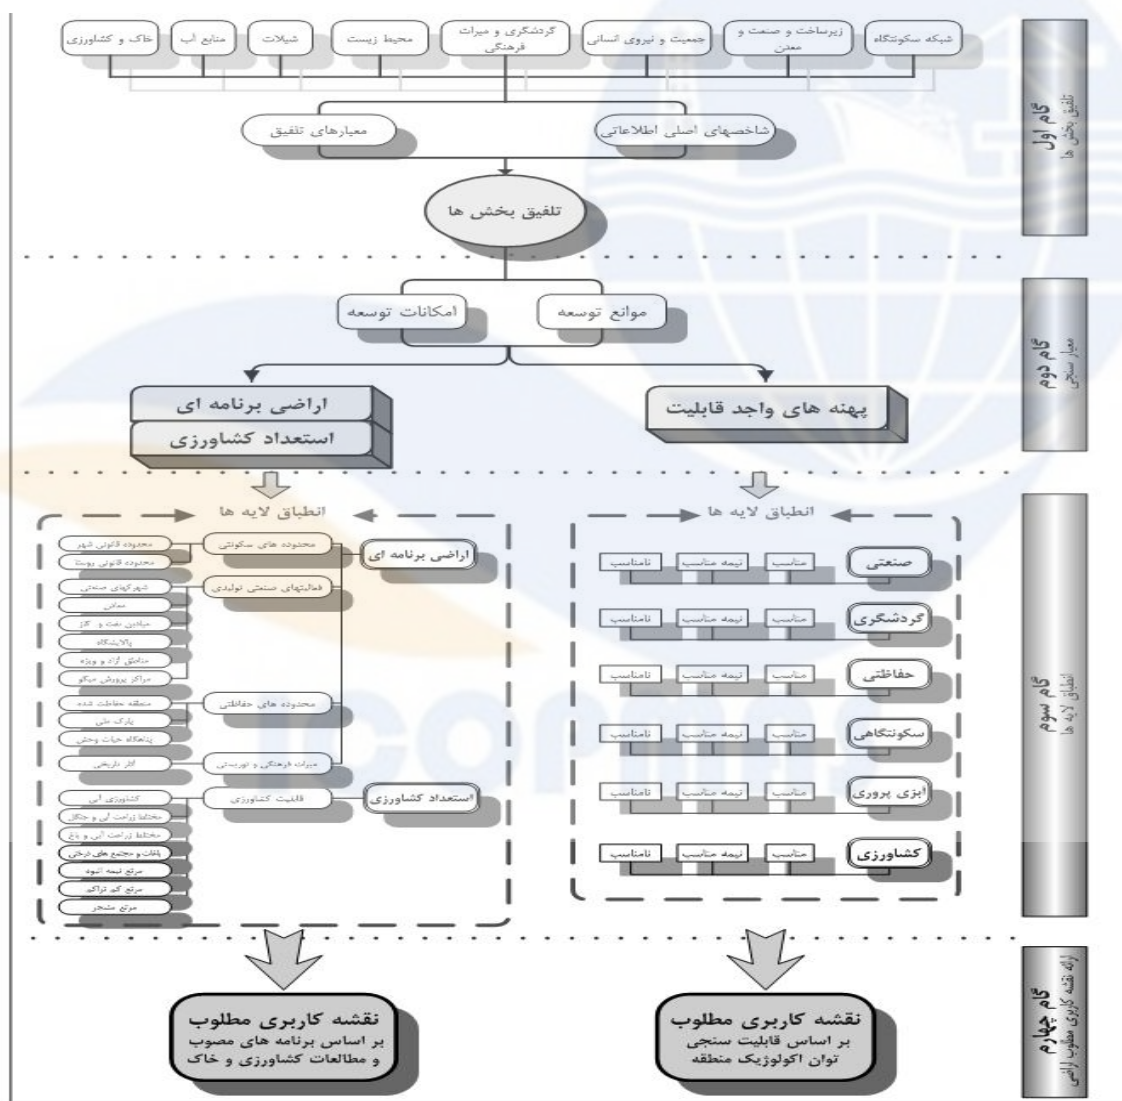 شبکه سکونتگاه
زیرساخت و صنعت و معدن
جمعیت و نیروی انسانی
گردشگری و میراث فرهنگی
محیط زیست
شیلات
منابع آب
خاک و کشاورزی
گام اول
تلفیق بخش ها
شاخصهای اصلی اطلاعاتی
معیارهای تلفیق
تلفیق بخش ها
گام دوم
معیار سنجی
موانع توسعه
امکانات توسعه
پهنه های واجد قابلیت
اراضی برنامه ای
استعداد کشاورزی
گام سوم
انطباق لایه ها
انطباق لایه ها
صنعتی
مناسب
نیمه مناسب
نامناسب
گردشگری
مناسب
نیمه مناسب
نامناسب
حفاظتی
مناسب
نیمه مناسب
نامناسب
سکونتگاهی
مناسب
نیمه مناسب
نامناسب
آبزی پروری
مناسب
نیمه مناسب
نامناسب
کشاورزی
مناسب
نیمه مناسب
نامناسب
انطباق لایه ها
اراضی برنامه ای
محدوده های سکونتی
محدوده قانونی شهر
محدوده قانونی روستا
فعالیتهای صنعتی تولیدی
شهرکهای صنعتی
معادن
میادین نفت و گاز
پالایشگاه
مناطق آزاد و ویژه
مراکز پرورش میگو
محدوده های حفاظتی
منطقه حفاظت شده
پارک ملی
پناهگاه حیات وحش
میراث فرهنگی و توریستی
آثار تاریخی
استعداد کشاورزی
قابلیت کشاورزی
کشاورزی آبی
مختلط زراعت آبی و جنگل
مختلط زراعت آبی و باغ
باغات و مجتمع های درختی
مرتع نیمه انبوه
مرتع کم تراکم
مرتع مشجر
گام چهارم
ارائه نقشه کاربری مطلوب اراضی
نقشه کاربری مطلوب
بر اساس قابلیت سنجی
توان اکولوژیک منطقه
نقشه کاربری مطلوب
بر اساس برنامه های مصوب
و مطالعات کشاورزی و خاک
ICOPMAS